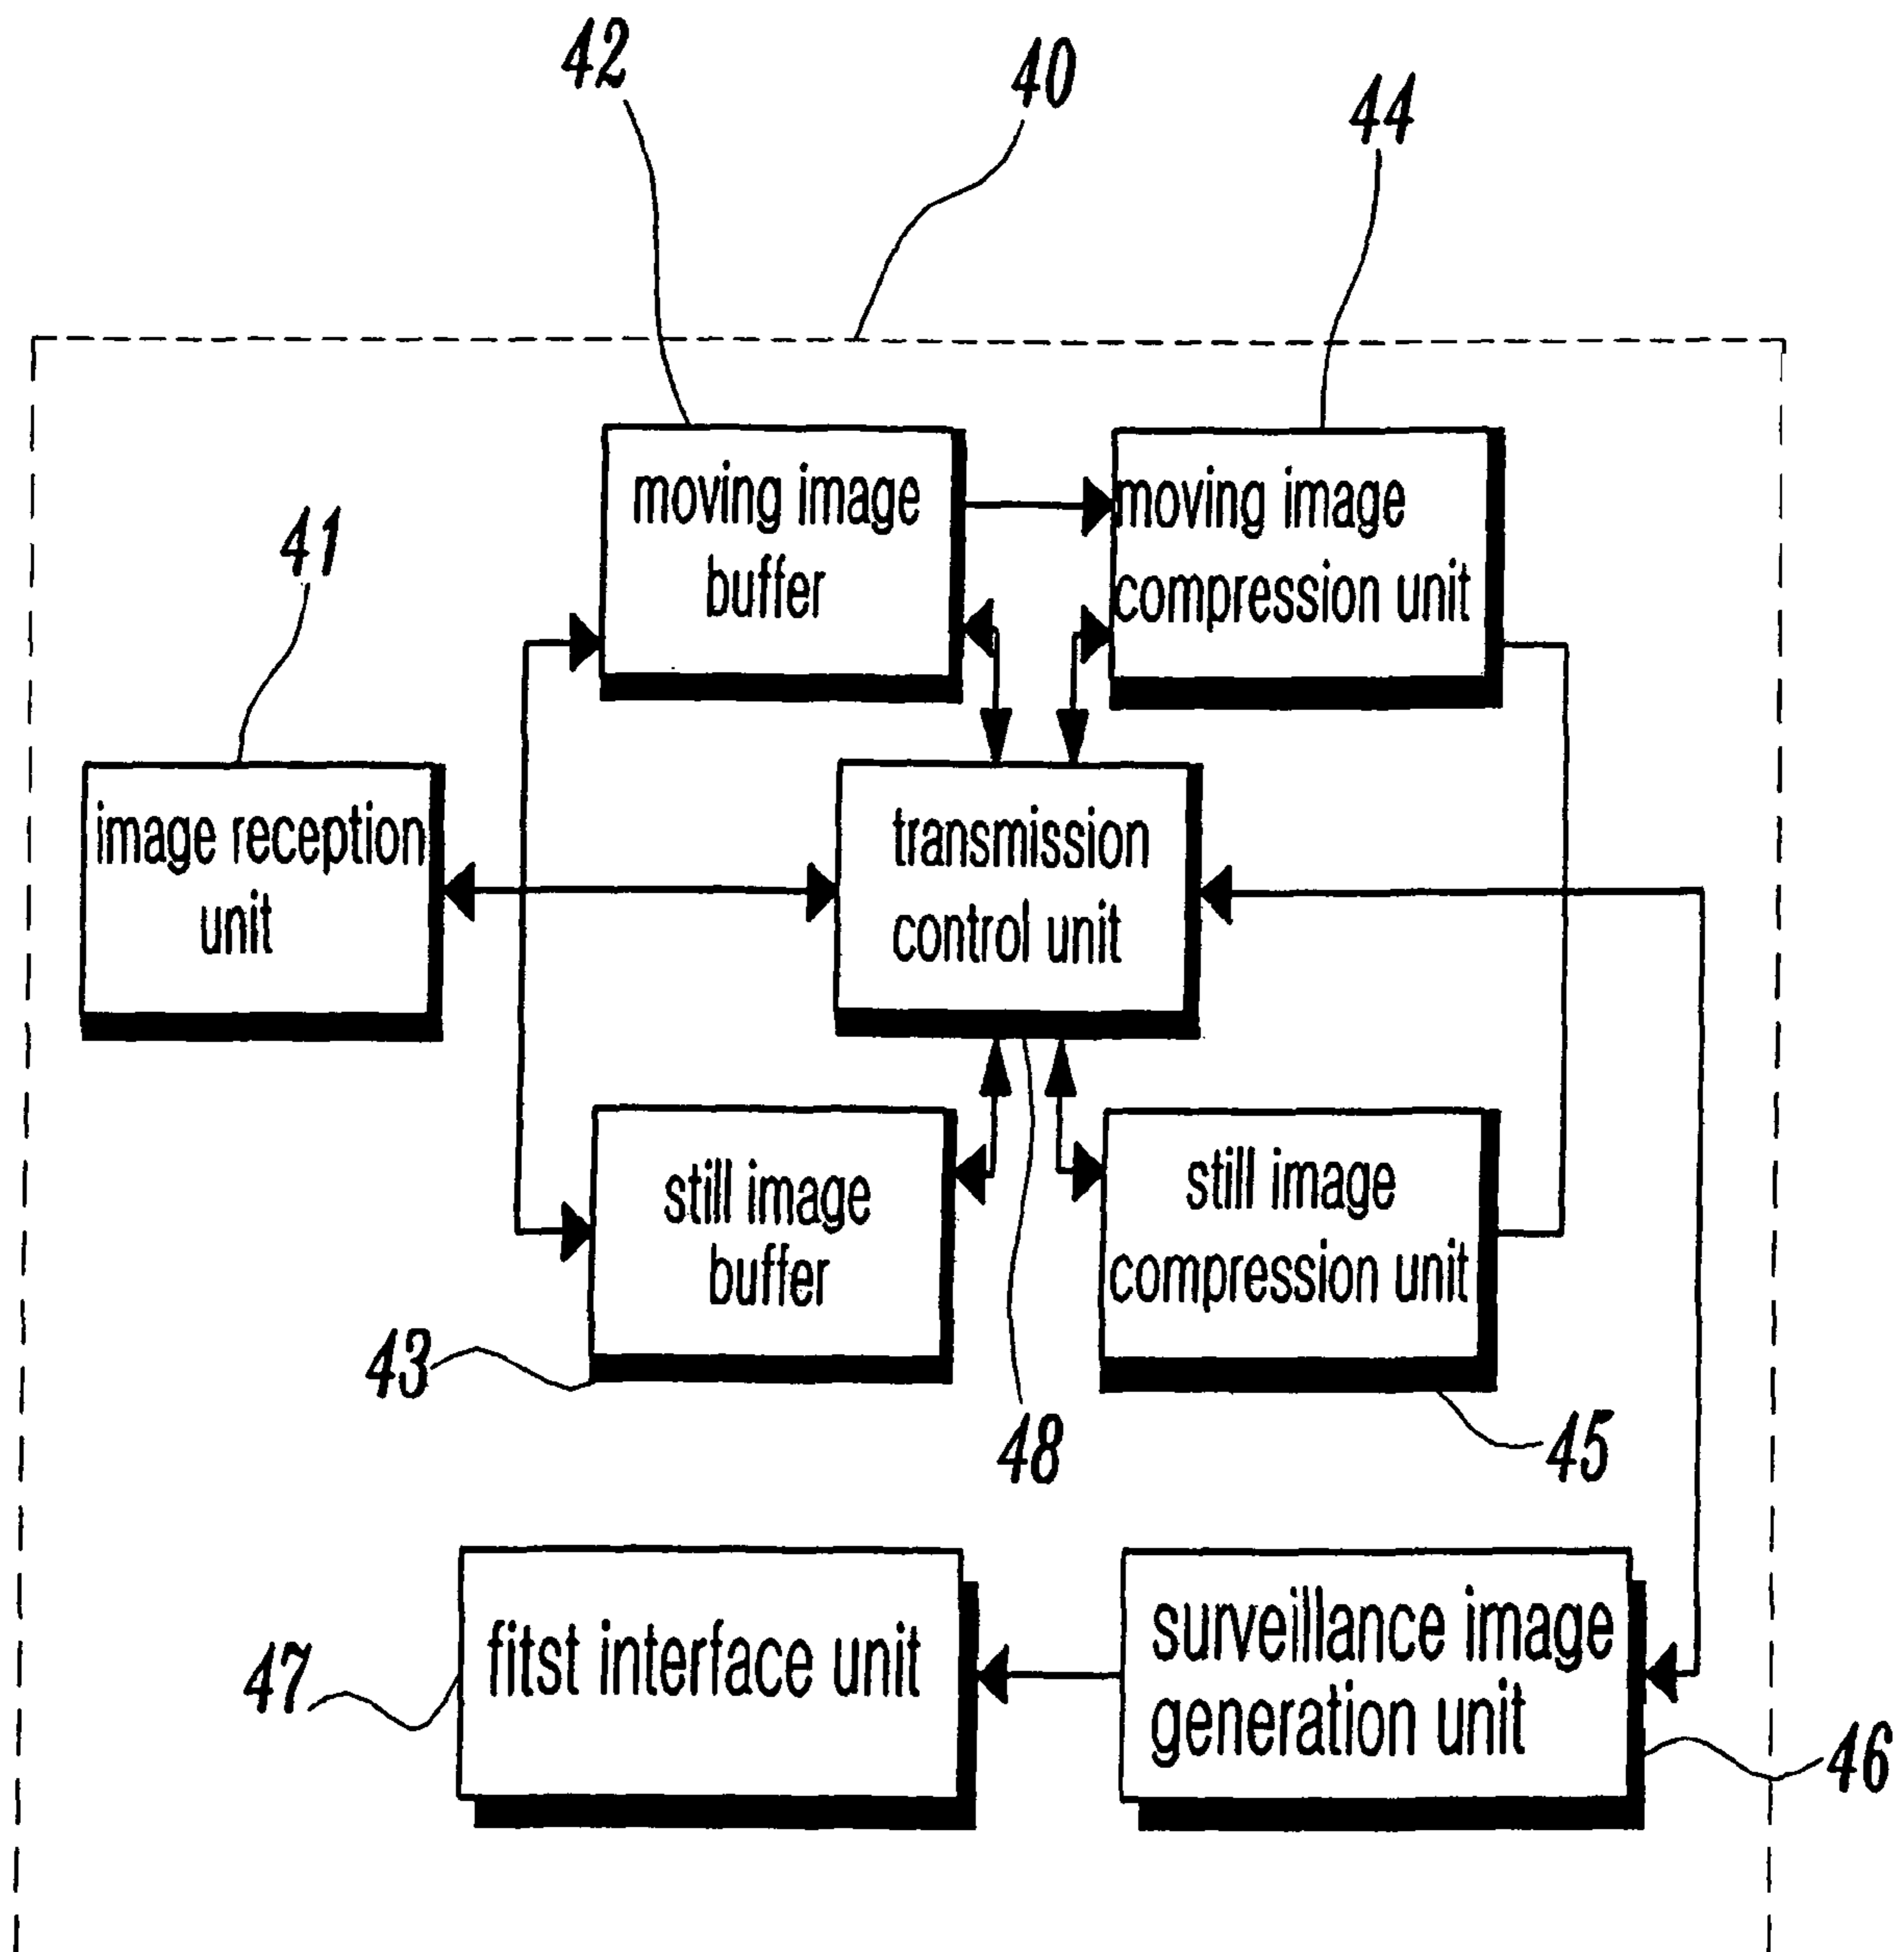 42
40
44
moving image
buffer
moving image
compression unit
41
image reception
unit
transmission
control unit
still image
buffer
still image
compression unit
43
48
45
fitst interface unit
surveillance image
generation unit
47
46